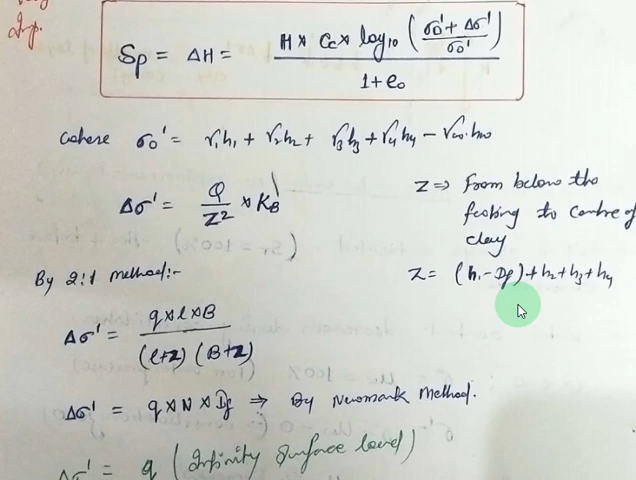 Imp.
Sp = ΔH = H × Cc × log10 (σ0' + Δσ' / σ0') / 1 + e0
where σ0' = γ1h1 + γ2h2 + γ3h3 + γ4h4 − γw.hw
Δσ' = Q / Z² × KB
Z ⇒ From below the
footing to centre of
clay
By 2:1 method:-
Z = (h1 − Df) + h2 + h3 + h4
Δσ' = q × l × B / (l+z) (B+z)
Δσ' = q × N × If ⇒ By Newmark Method.
Δσ' = q (Infinity Surface load)